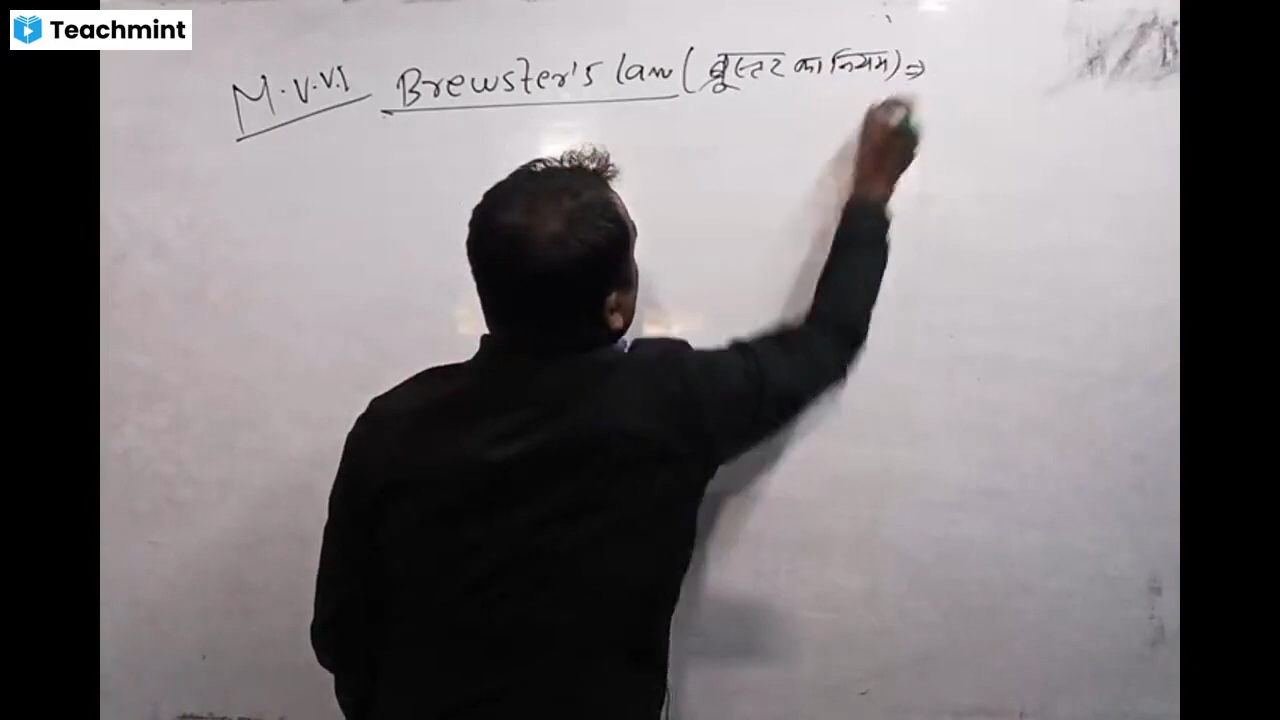 Teachmint
M.V.V.I Brewster's law (ब्रूस्टर का नियम) ⇒